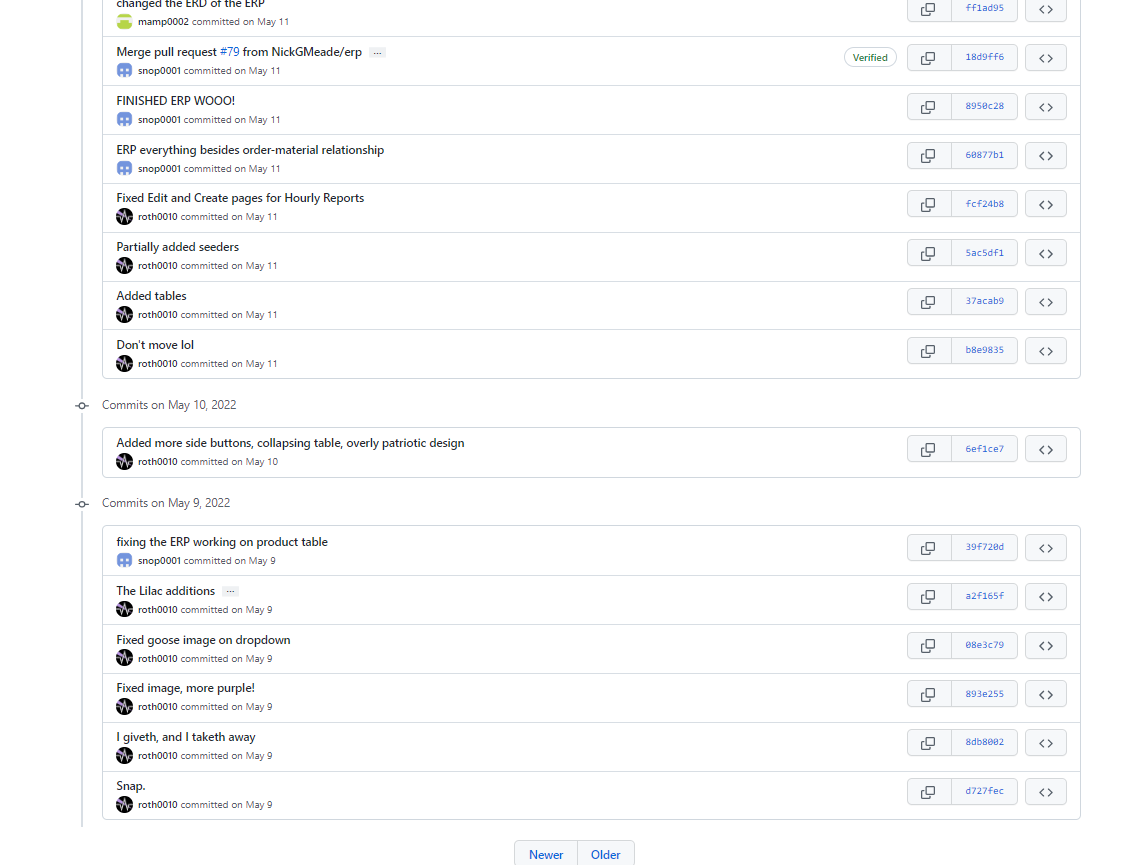 changed the ERD of the ERP
mamp0002 committed on May 11
ff1ad95
Merge pull request #79 from NickGMeade/erp ...
snop0001 committed on May 11
Verified
18d9ff6
FINISHED ERP WOOO!
snop0001 committed on May 11
8950c28
ERP everything besides order-material relationship
snop0001 committed on May 11
60877b1
Fixed Edit and Create pages for Hourly Reports
roth0010 committed on May 11
fcf24b8
Partially added seeders
roth0010 committed on May 11
5ac5df1
Added tables
roth0010 committed on May 11
37acab9
Don't move lol
roth0010 committed on May 11
b8e9835
Commits on May 10, 2022
Added more side buttons, collapsing table, overly patriotic design
roth0010 committed on May 10
6ef1ce7
Commits on May 9, 2022
fixing the ERP working on product table
snop0001 committed on May 9
39f720d
The Lilac additions ...
roth0010 committed on May 9
a2f165f
Fixed goose image on dropdown
roth0010 committed on May 9
08e3c79
Fixed image, more purple!
roth0010 committed on May 9
893e255
I giveth, and I taketh away
roth0010 committed on May 9
8db8002
Snap.
roth0010 committed on May 9
d727fec
Newer Older